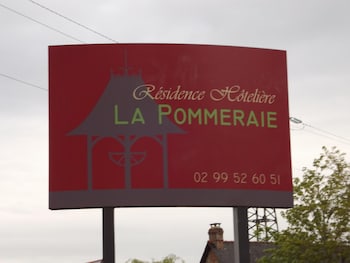 Résidence Hôtelière
LA POMMERAIE
02 99 52 60 51